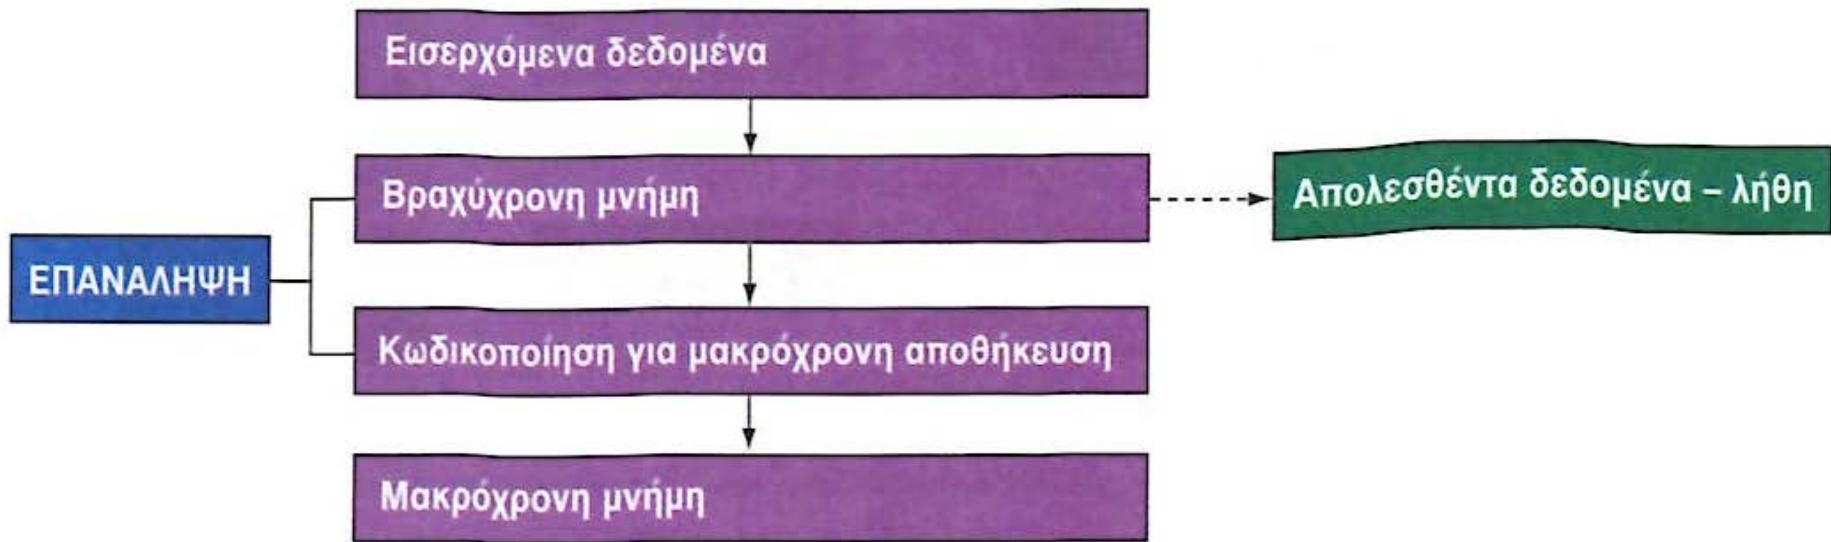 Εισερχόμενα δεδομένα
Βραχύχρονη μνήμη
Απολεσθέντα δεδομένα – λήθη
ΕΠΑΝΑΛΗΨΗ
Κωδικοποίηση για μακρόχρονη αποθήκευση
Μακρόχρονη μνήμη